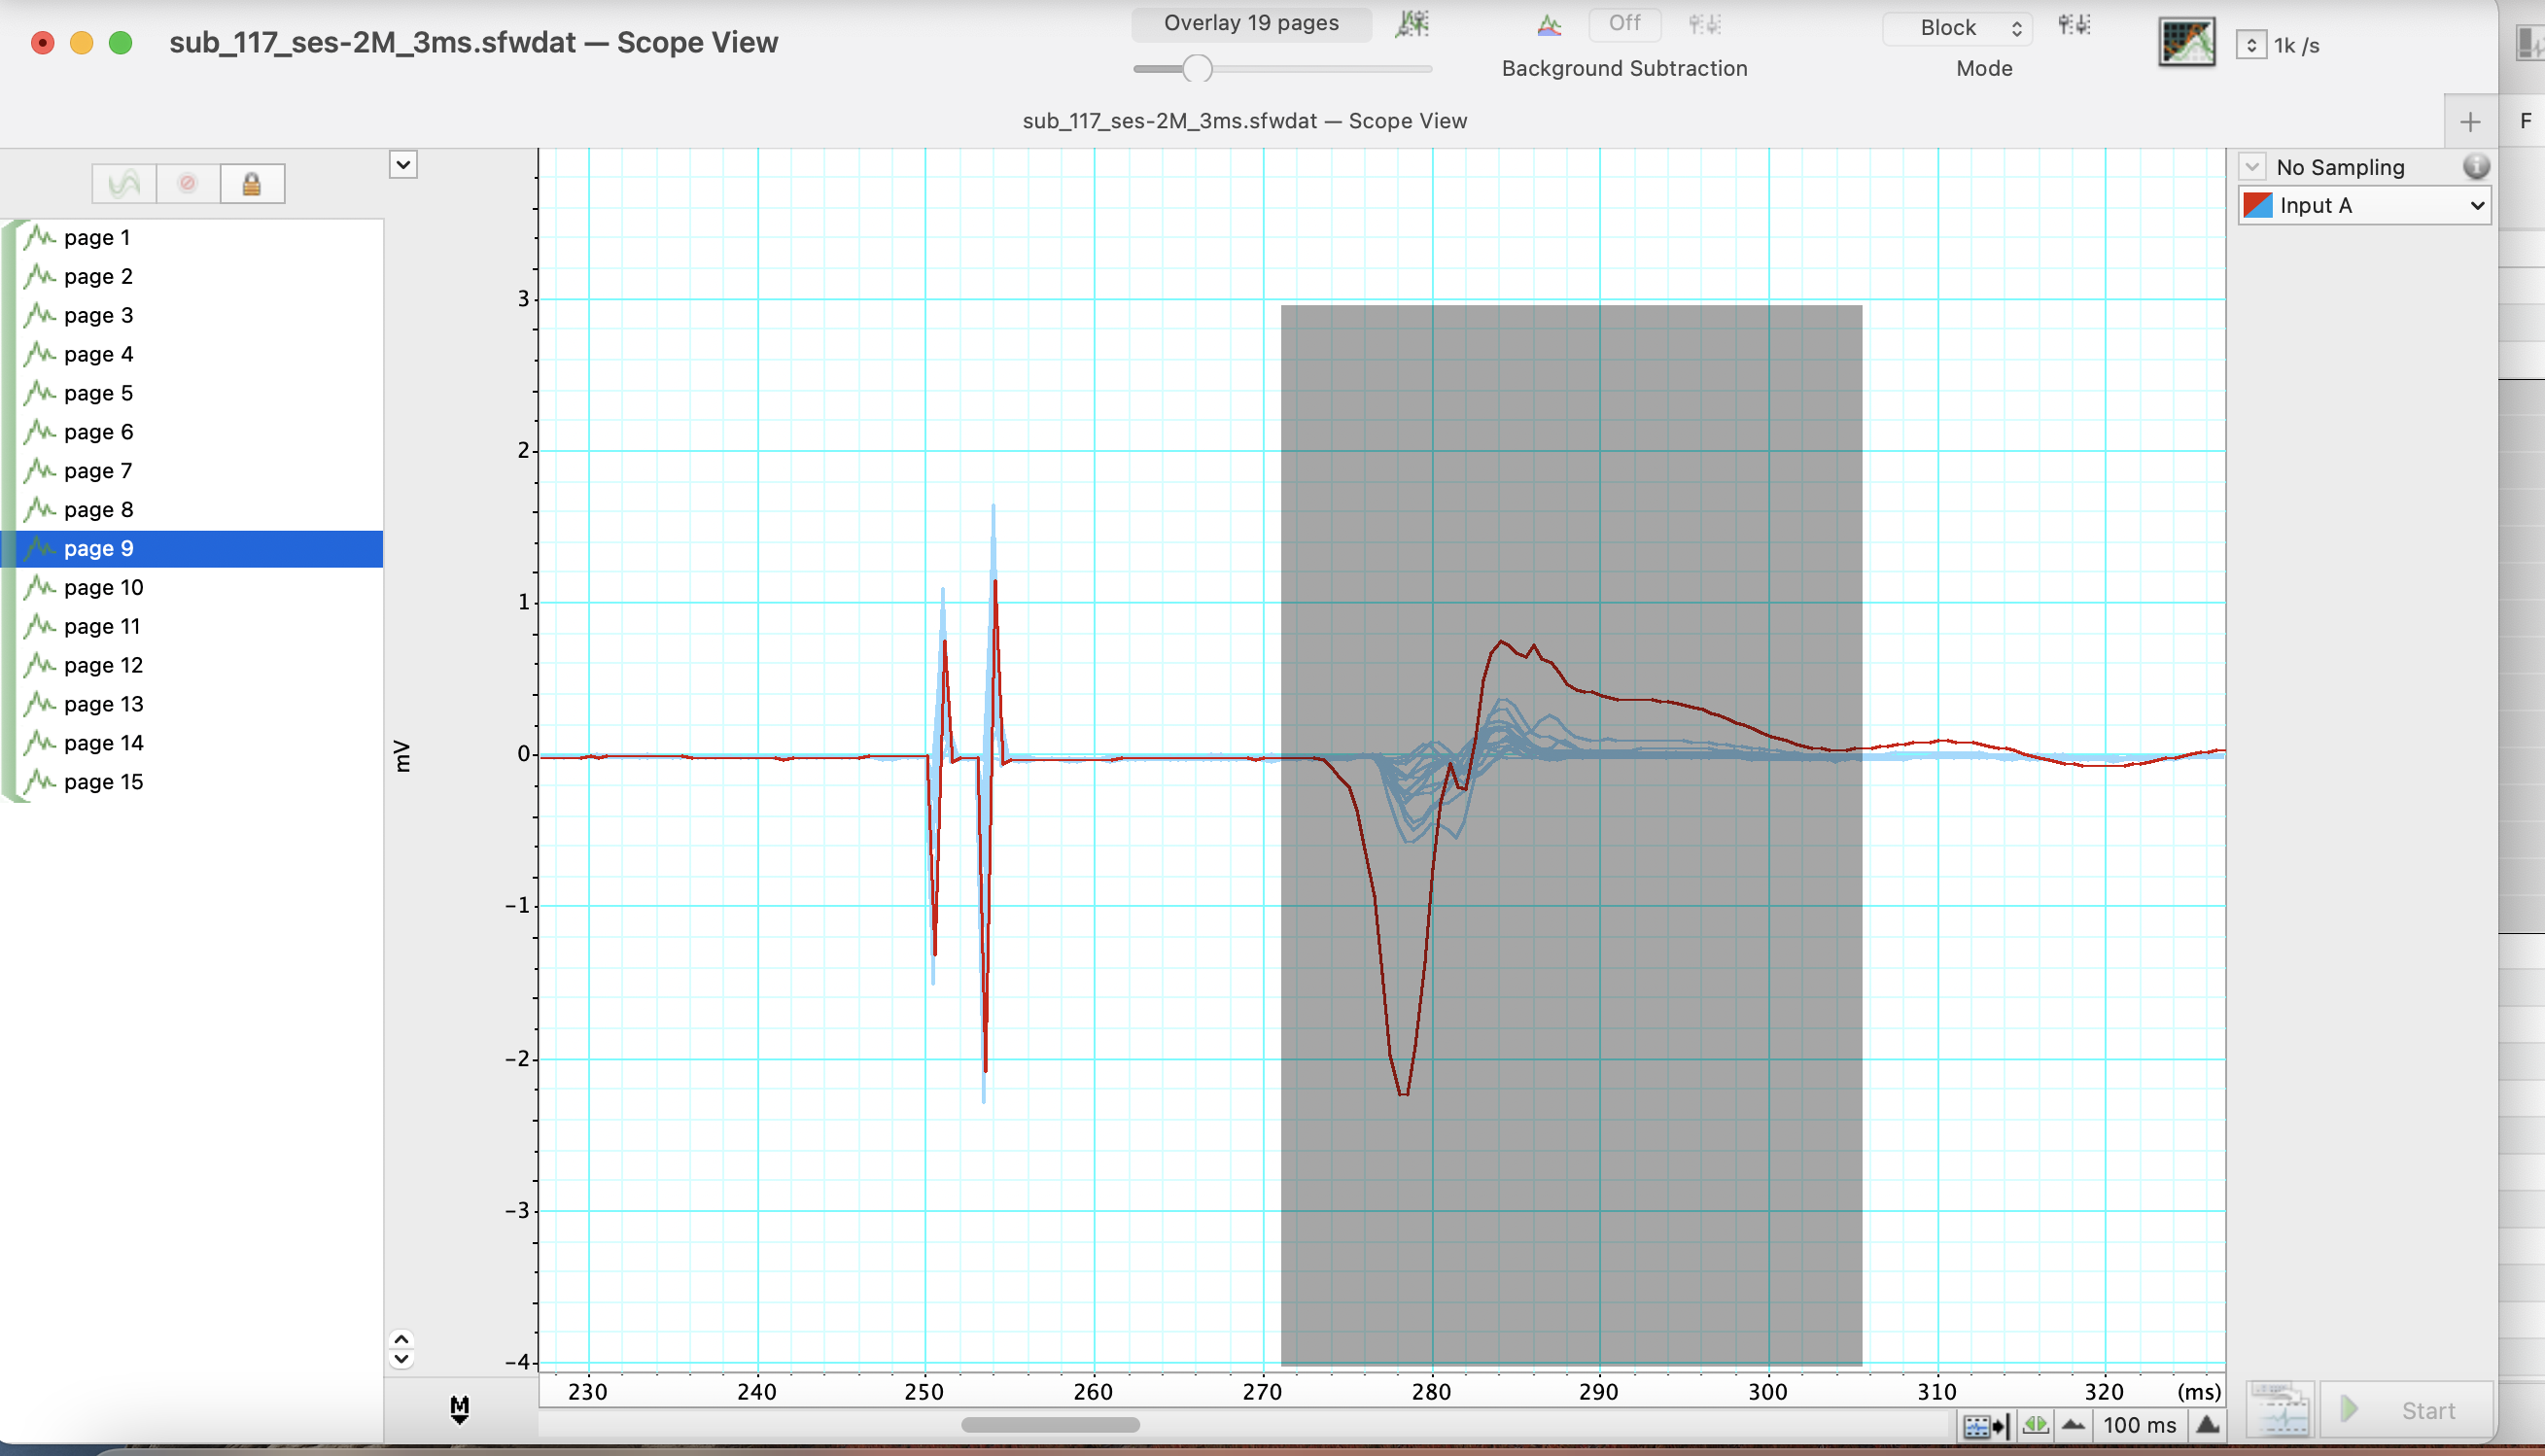 sub_117_ses-2M_3ms.sfwdat — Scope View
Overlay 19 pages
Off
Background Subtraction
Block
Mode
1k /s
sub_117_ses-2M_3ms.sfwdat — Scope View
+
F
page 1
page 2
page 3
page 4
page 5
page 6
page 7
page 8
page 9
page 10
page 11
page 12
page 13
page 14
page 15
No Sampling
Input A
3
2
1
0
-1
-2
-3
-4
mV
M
230 240 250 260 270 280 290 300 310 320 (ms)
100 ms
Start